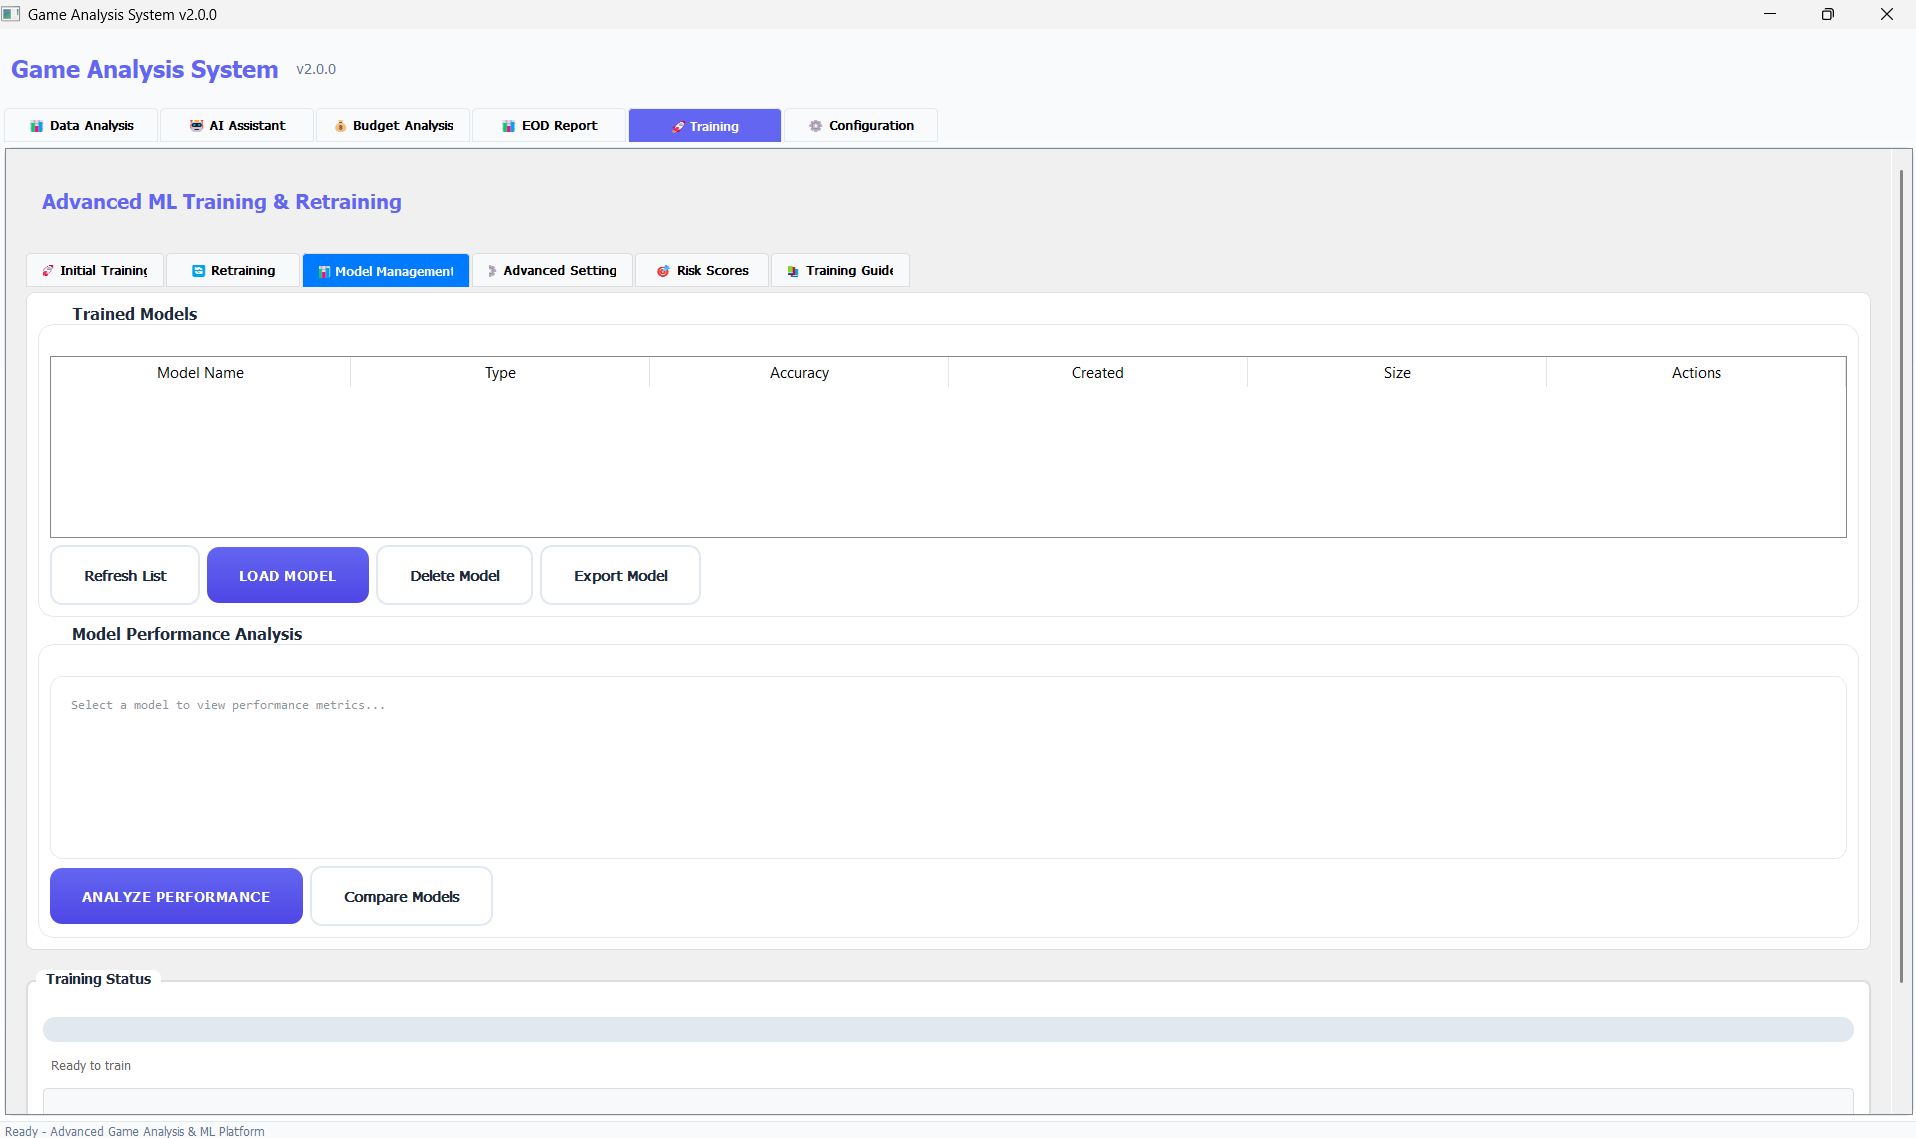 Game Analysis System v2.0.0
Game Analysis System v2.0.0
Data Analysis AI Assistant Budget Analysis EOD Report Training Configuration
Advanced ML Training & Retraining
Initial Training Retraining Model Management Advanced Setting Risk Scores Training Guide
Trained Models
Model Name Type Accuracy Created Size Actions
Refresh List LOAD MODEL Delete Model Export Model
Model Performance Analysis
Select a model to view performance metrics...
ANALYZE PERFORMANCE Compare Models
Training Status
Ready to train
Ready - Advanced Game Analysis & ML Platform